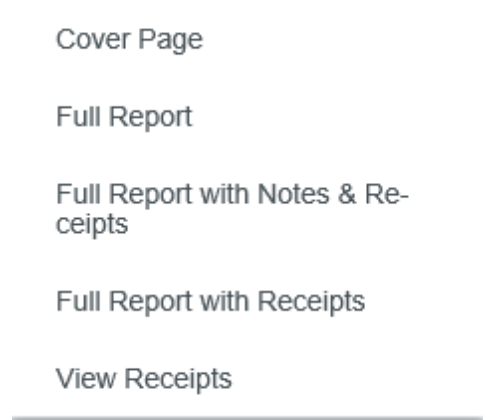 Cover Page
Full Report
Full Report with Notes & Re-
ceipts
Full Report with Receipts
View Receipts